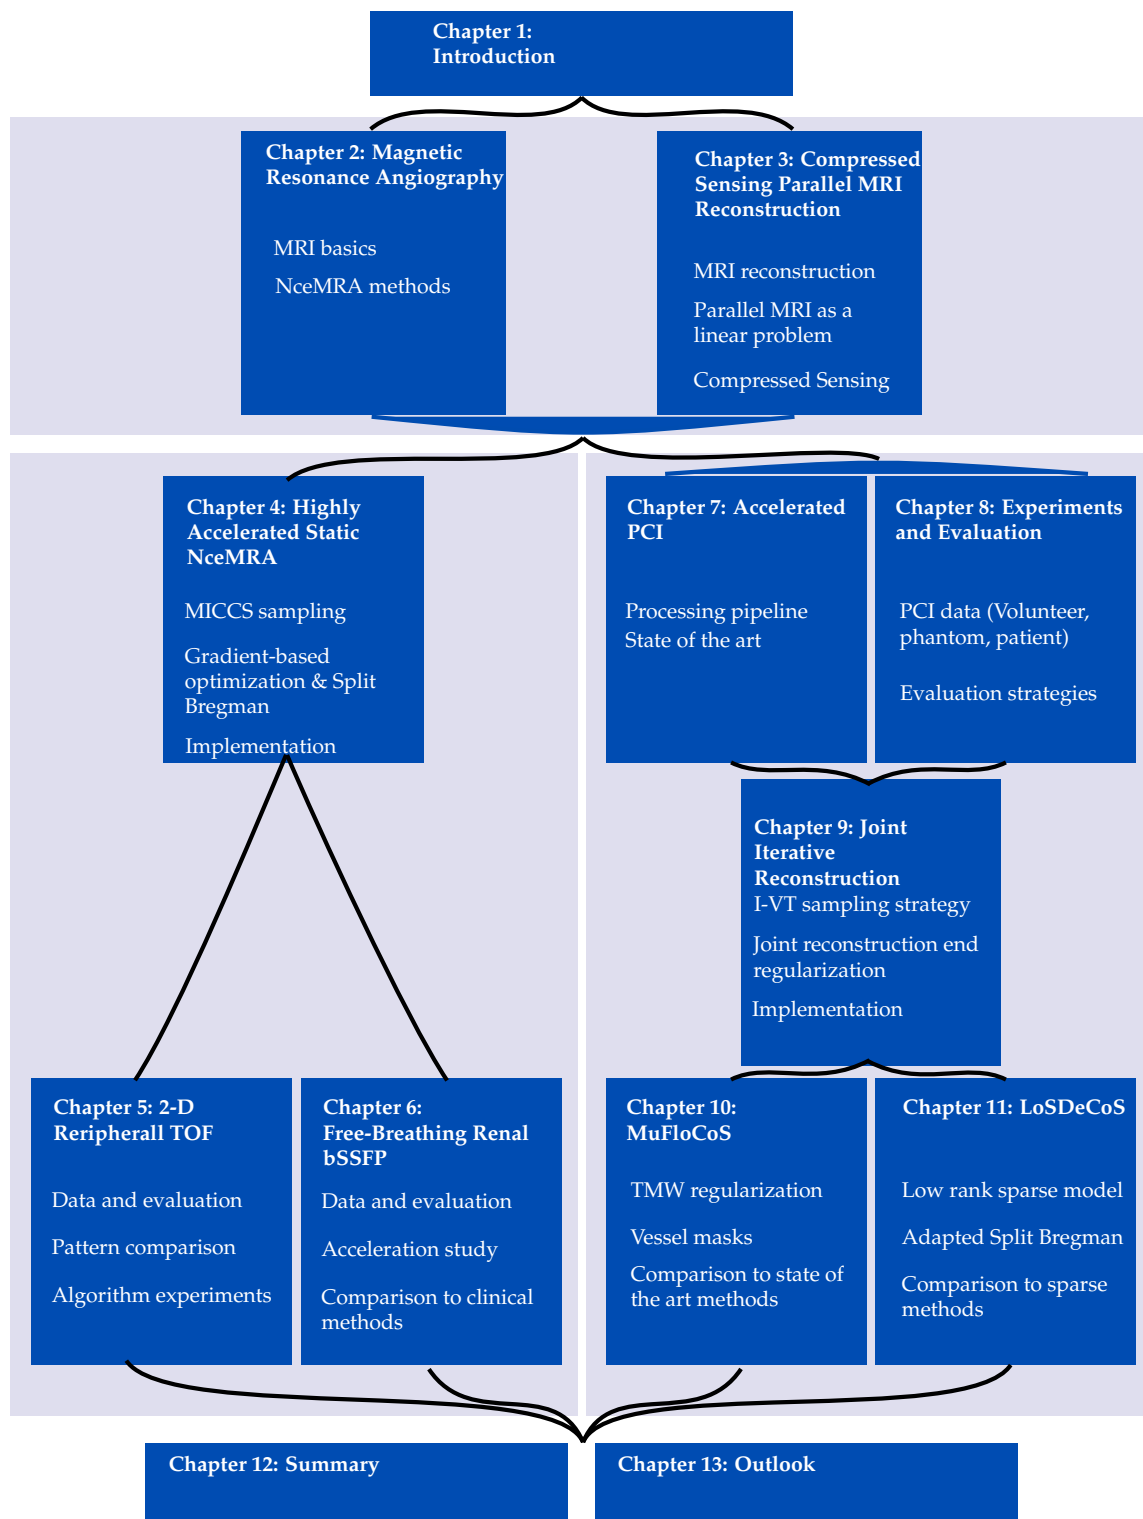 Chapter 1:
Introduction
Chapter 2: Magnetic
Resonance Angiography
MRI basics
NceMRA methods
Chapter 3: Compressed
Sensing Parallel MRI
Reconstruction
MRI reconstruction
Parallel MRI as a
linear problem
Compressed Sensing
Chapter 4: Highly
Accelerated Static
NceMRA
MICCS sampling
Gradient-based
optimization & Split
Bregman
Implementation
Chapter 7: Accelerated
PCI
Processing pipeline
State of the art
Chapter 8: Experiments
and Evaluation
PCI data (Volunteer,
phantom, patient)
Evaluation strategies
Chapter 9: Joint
Iterative
Reconstruction
I-VT sampling strategy
Joint reconstruction end
regularization
Implementation
Chapter 5: 2-D
Reripherall TOF
Data and evaluation
Pattern comparison
Algorithm experiments
Chapter 6:
Free-Breathing Renal
bSSFP
Data and evaluation
Acceleration study
Comparison to clinical
methods
Chapter 10:
MuFloCoS
TMW regularization
Vessel masks
Comparison to state of
the art methods
Chapter 11: LoSDeCoS
Low rank sparse model
Adapted Split Bregman
Comparison to sparse
methods
Chapter 12: Summary
Chapter 13: Outlook